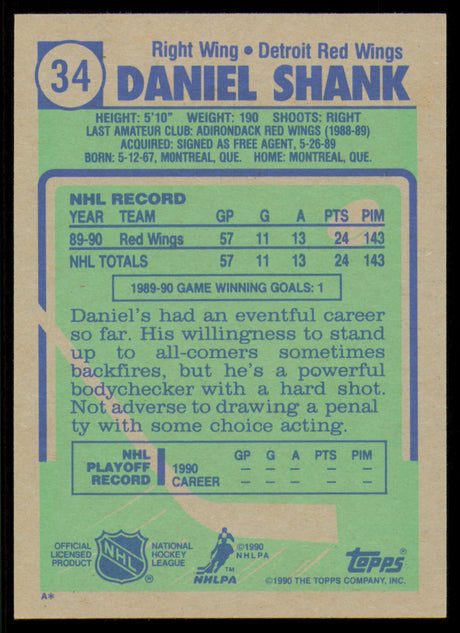 34
Right Wing • Detroit Red Wings
DANIEL SHANK
HEIGHT: 5'10" WEIGHT: 190 SHOOTS: RIGHT
LAST AMATEUR CLUB: ADIRONDACK RED WINGS (1988-89)
ACQUIRED: SIGNED AS FREE AGENT, 5-26-89
BORN: 5-12-67, MONTREAL, QUE. HOME: MONTREAL, QUE.
NHL RECORD
YEAR TEAM GP G A PTS PIM
89-90 Red Wings 57 11 13 24 143
NHL TOTALS 57 11 13 24 143
1989-90 GAME WINNING GOALS: 1
Daniel's had an eventful career
so far. His willingness to stand
up to all-comers sometimes
backfires, but he's a powerful
bodychecker with a hard shot.
Not adverse to drawing a penal
ty with some choice acting.
NHL PLAYOFF RECORD
GP G A PTS PIM
1990 – – – – –
CAREER – – – – –
OFFICIAL
LICENSED
PRODUCT
NHL
NATIONAL
HOCKEY
LEAGUE
©1990
NHLPA
™
NHLPA
topps®
©1990 THE TOPPS COMPANY, INC.
A*